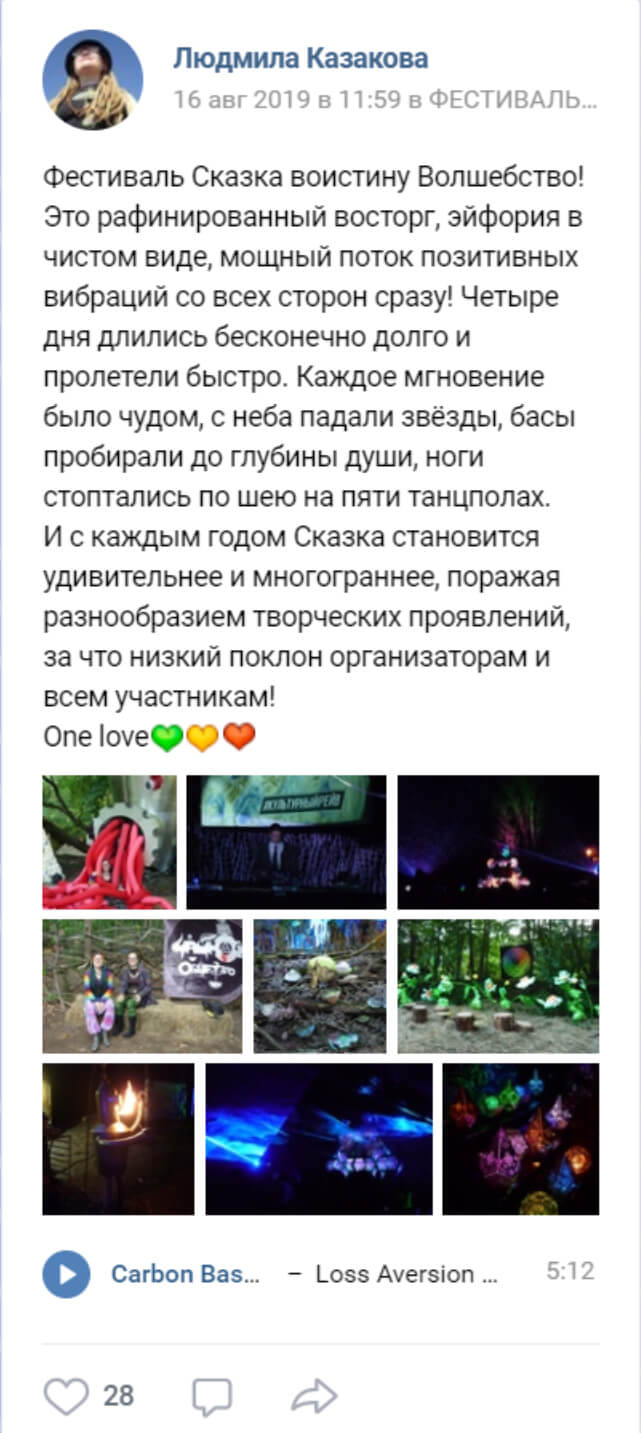 Людмила Казакова
16 авг 2019 в 11:59 в ФЕСТИВАЛЬ...
Фестиваль Сказка воистину Волшебство!
Это рафинированный восторг, эйфория в
чистом виде, мощный поток позитивных
вибраций со всех сторон сразу! Четыре
дня длились бесконечно долго и
пролетели быстро. Каждое мгновение
было чудом, с неба падали звёзды, басы
пробирали до глубины души, ноги
стоптались по шею на пяти танцполах.
И с каждым годом Сказка становится
удивительнее и многограннее, поражая
разнообразием творческих проявлений,
за что низкий поклон организаторам и
всем участникам!
One love💚💛❤️
#КУЛЬТУРНЫЙРЕЙВ
Carbon Bas... – Loss Aversion ... 5:12
28